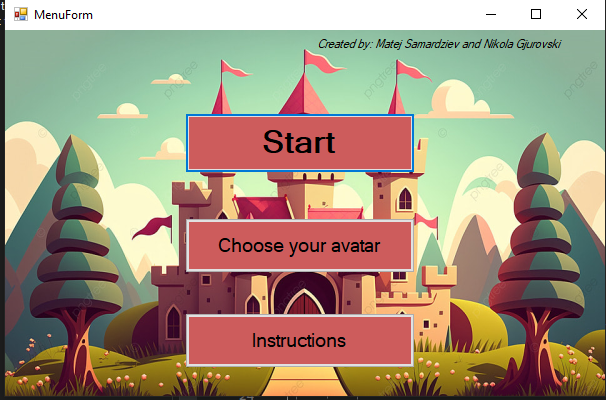 MenuForm
Created by: Matej Samardziev and Nikola Gjurovski
Start
Choose your avatar
Instructions